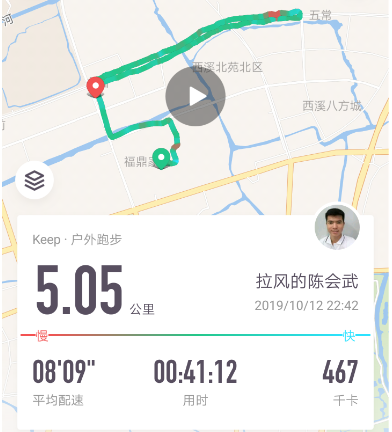 河
五常
西溪北苑北区
西溪八方城
福鼎
Keep · 户外跑步
5.05 公里
拉风的陈会武
2019/10/12 22:42
慢 快
08'09" 00:41:12 467
平均配速 用时 千卡